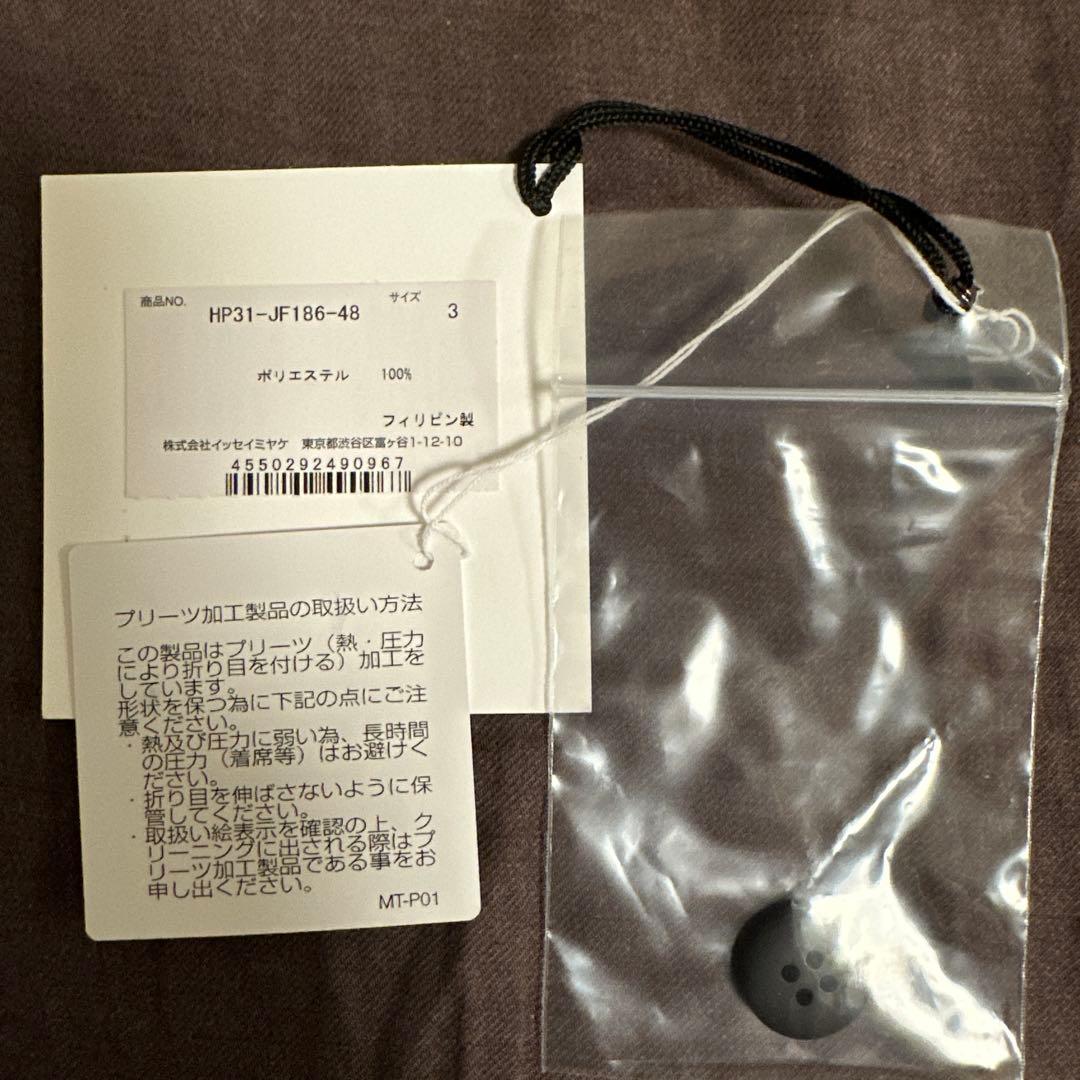 商品NO.
サイズ
HP31-JF186-48
3
ポリエステル 100%
フィリピン製
株式会社イッセイミヤケ 東京都渋谷区富ヶ谷1-12-10
4550292490967
プリーツ加工製品の取扱い方法
この製品はプリーツ（熱・圧力
により折り目を付ける）加工を
しています。
形状を保つ為に下記の点にご注
意ください。
・熱及び圧力に弱い為、長時間
の圧力（着席等）はお避けく
ださい。
・折り目を伸ばさないように保
管してください。
・取扱い絵表示を確認の上、ク
リーニングに出される際はプ
リーツ加工製品である事をお
申し出ください。
MT-P01